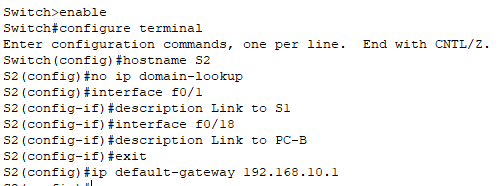 Switch>enable
Switch#configure terminal
Enter configuration commands, one per line.  End with CNTL/Z.
Switch(config)#hostname S2
S2(config)#no ip domain-lookup
S2(config)#interface f0/1
S2(config-if)#description Link to S1
S2(config-if)#interface f0/18
S2(config-if)#description Link to PC-B
S2(config-if)#exit
S2(config)#ip default-gateway 192.168.10.1
S2(config)#